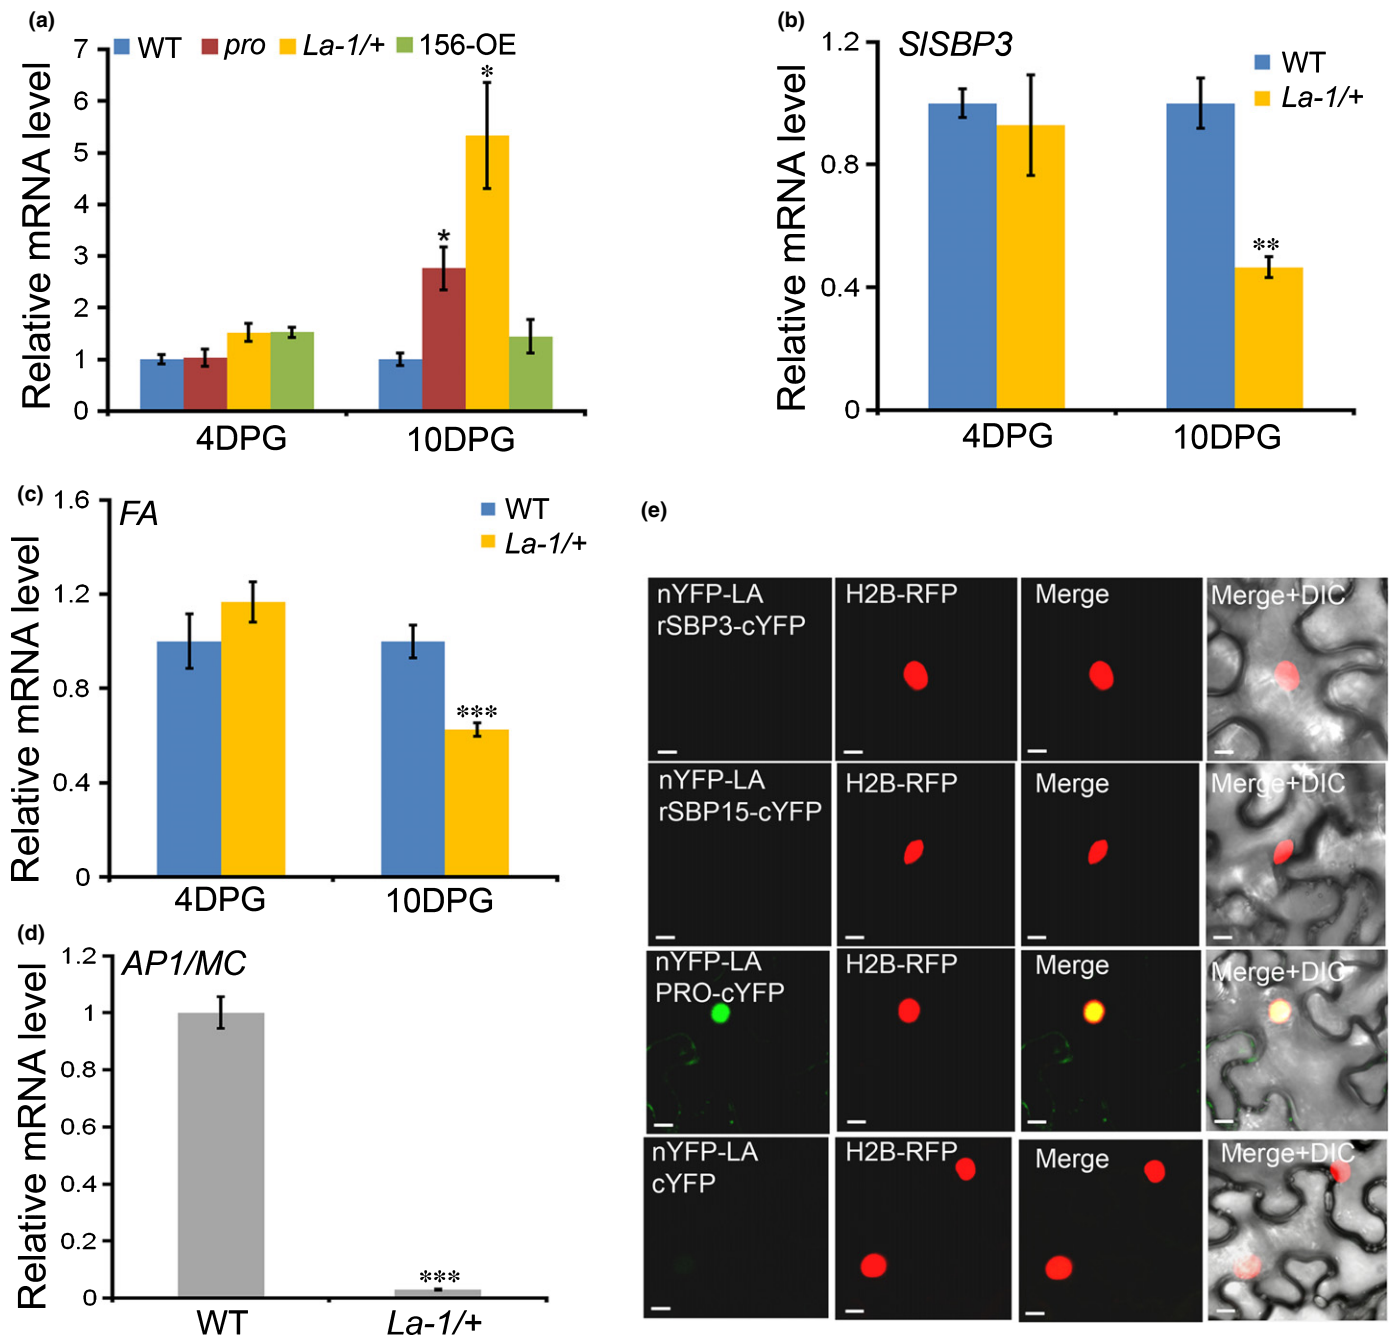 (a)
WT pro La-1/+ 156-OE
Relative mRNA level
7
6
5
4
3
2
1
0
*
*
4DPG 10DPG
(b)
SlSBP3
WT
La-1/+
Relative mRNA level
1.2
0.8
0.4
0
**
4DPG 10DPG
(c)
FA
WT
La-1/+
Relative mRNA level
1.6
1.2
0.8
0.4
0
***
4DPG 10DPG
(d)
AP1/MC
Relative mRNA level
1.2
1
0.8
0.6
0.4
0.2
0
***
WT La-1/+
(e)
nYFP-LA H2B-RFP Merge Merge+DIC
rSBP3-cYFP
nYFP-LA H2B-RFP Merge Merge+DIC
rSBP15-cYFP
nYFP-LA H2B-RFP Merge Merge+DIC
PRO-cYFP
nYFP-LA H2B-RFP Merge Merge+DIC
cYFP